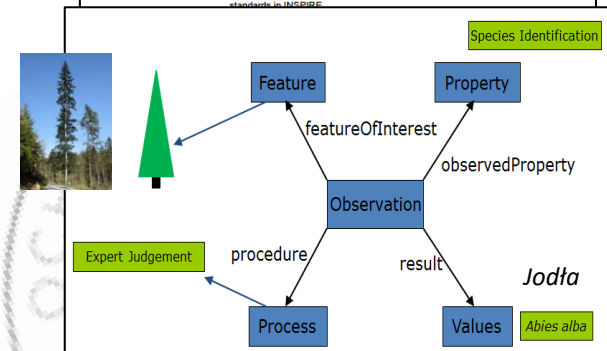 standards in INSPIRE
Species Identification
Feature
Property
featureOfInterest
observedProperty
Observation
Expert Judgement
procedure
result
Jodła
Process
Values
Abies alba